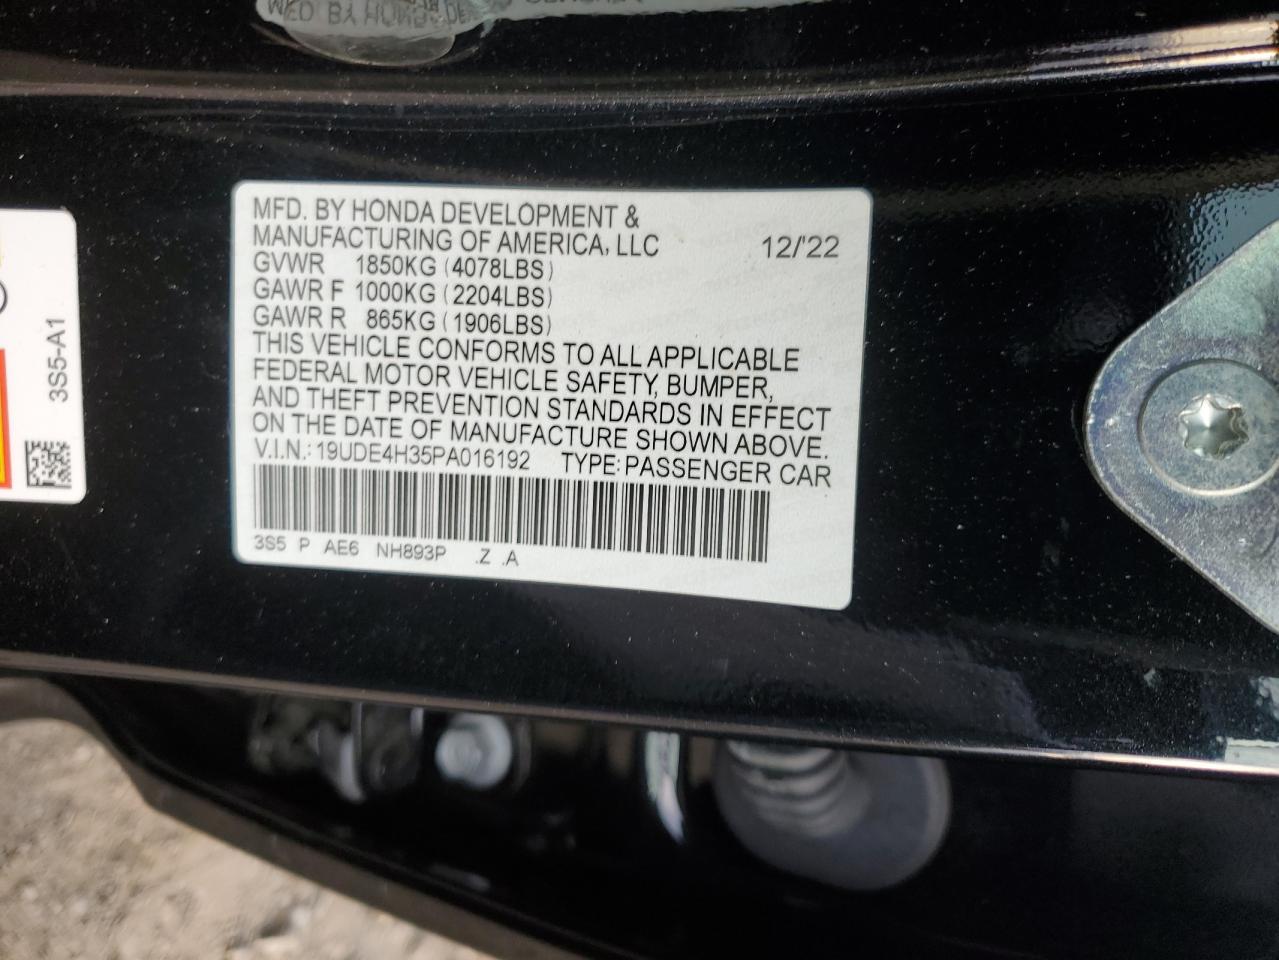 MFD. BY HONDA DEVELOPMENT &
MANUFACTURING OF AMERICA, LLC 12/'22
GVWR 1850KG (4078LBS)
GAWR F 1000KG (2204LBS)
GAWR R 865KG (1906LBS)
THIS VEHICLE CONFORMS TO ALL APPLICABLE
FEDERAL MOTOR VEHICLE SAFETY, BUMPER,
AND THEFT PREVENTION STANDARDS IN EFFECT
ON THE DATE OF MANUFACTURE SHOWN ABOVE.
V.I.N.: 19UDE4H35PA016192 TYPE: PASSENGER CAR
3S5 P AE6 NH893P .Z .A
3S5-A1